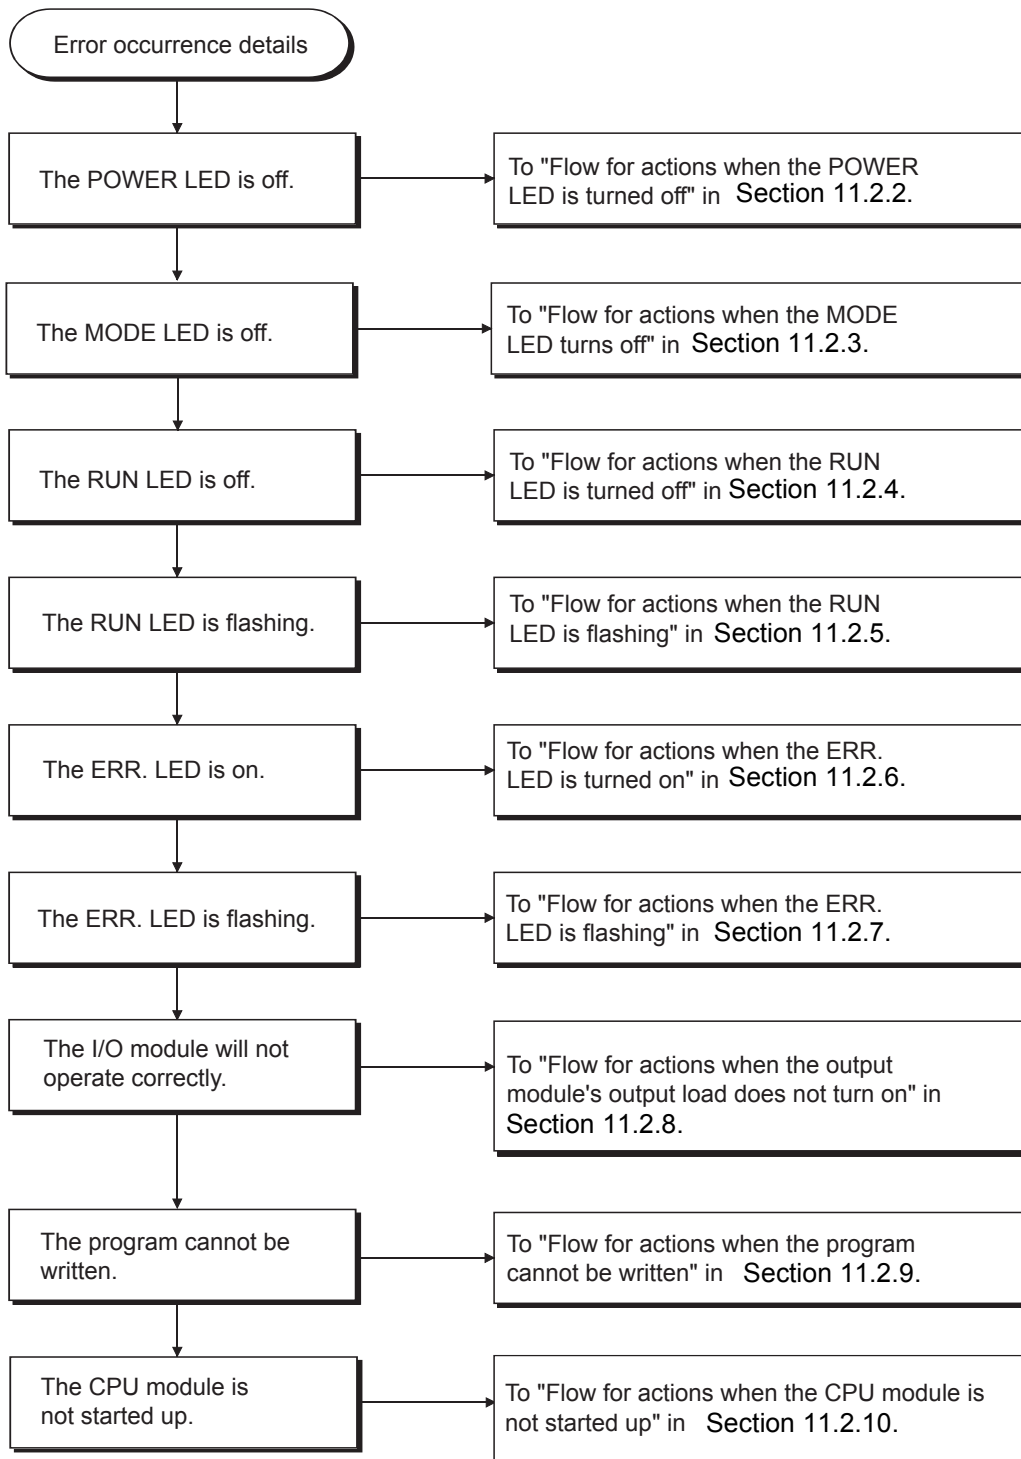 Error occurrence details
The POWER LED is off.
To "Flow for actions when the POWER
LED is turned off" in Section 11.2.2.
The MODE LED is off.
To "Flow for actions when the MODE
LED turns off" in Section 11.2.3.
The RUN LED is off.
To "Flow for actions when the RUN
LED is turned off" in Section 11.2.4.
The RUN LED is flashing.
To "Flow for actions when the RUN
LED is flashing" in Section 11.2.5.
The ERR. LED is on.
To "Flow for actions when the ERR.
LED is turned on" in Section 11.2.6.
The ERR. LED is flashing.
To "Flow for actions when the ERR.
LED is flashing" in Section 11.2.7.
The I/O module will not
operate correctly.
To "Flow for actions when the output
module's output load does not turn on" in
Section 11.2.8.
The program cannot be
written.
To "Flow for actions when the program
cannot be written" in Section 11.2.9.
The CPU module is
not started up.
To "Flow for actions when the CPU module is
not started up" in Section 11.2.10.